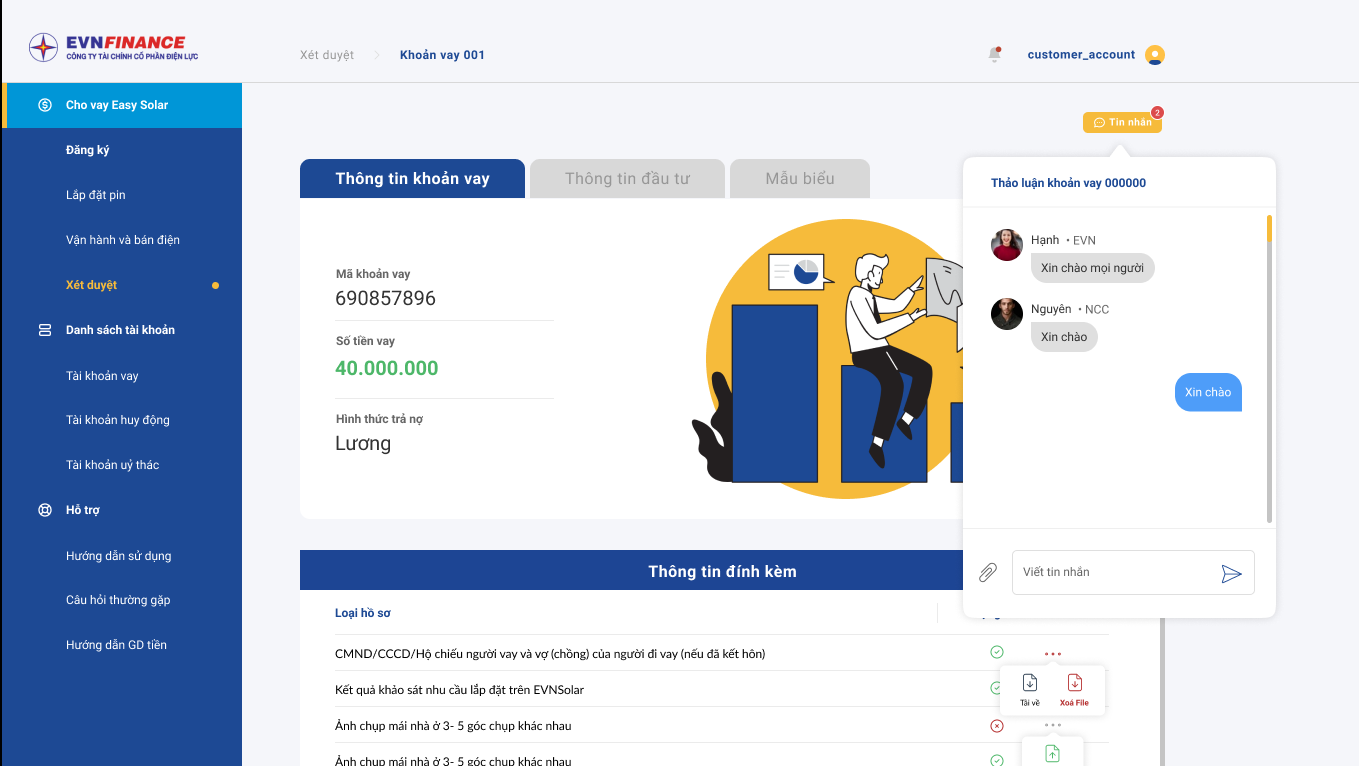 EVNFINANCE
CÔNG TY TÀI CHÍNH CỔ PHẦN ĐIỆN LỰC
Xét duyệt
Khoản vay 001
customer_account
Cho vay Easy Solar
Đăng ký
Lắp đặt pin
Vận hành và bán điện
Xét duyệt
Danh sách tài khoản
Tài khoản vay
Tài khoản huy động
Tài khoản uỷ thác
Hỗ trợ
Hướng dẫn sử dụng
Câu hỏi thường gặp
Hướng dẫn GD tiền
Tin nhắn
2
Thông tin khoản vay
Thông tin đầu tư
Mẫu biểu
Mã khoản vay
690857896
Số tiền vay
40.000.000
Hình thức trả nợ
Lương
Thảo luận khoản vay 000000
Hạnh • EVN
Xin chào mọi người
Nguyên • NCC
Xin chào
Xin chào
Viết tin nhắn
Thông tin đính kèm
Loại hồ sơ
CMND/CCCD/Hộ chiếu người vay và vợ (chồng) của người đi vay (nếu đã kết hôn)
Kết quả khảo sát nhu cầu lắp đặt trên EVNSolar
Tải về
Xoá File
Ảnh chụp mái nhà ở 3- 5 góc chụp khác nhau
Ảnh chụp mái nhà ở 3- 5 góc chụp khác nhau